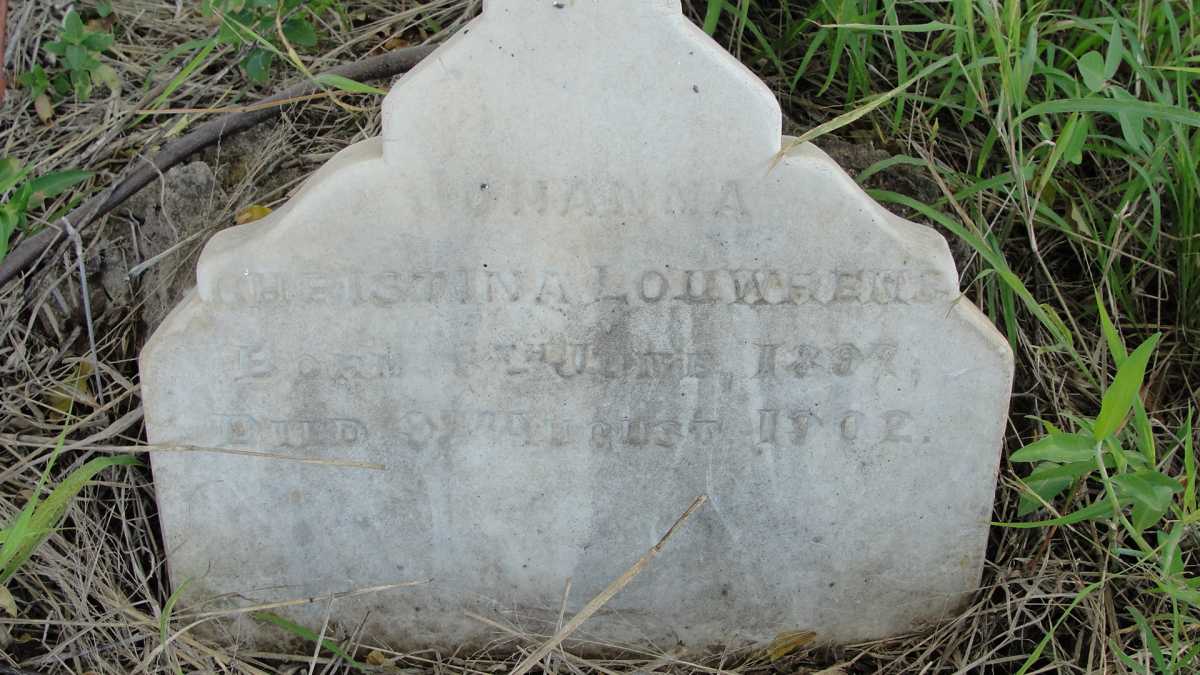 JOHANNA
CHRISTINA LOUWRENS
BORN JUNE, 1897,
DIED AUGUST 1902.